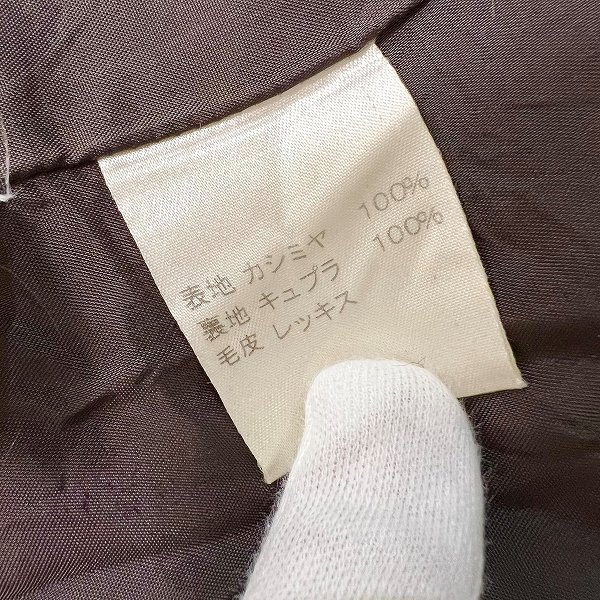 表地 カシミヤ 100%
裏地 キュプラ 100%
毛皮 レッキス